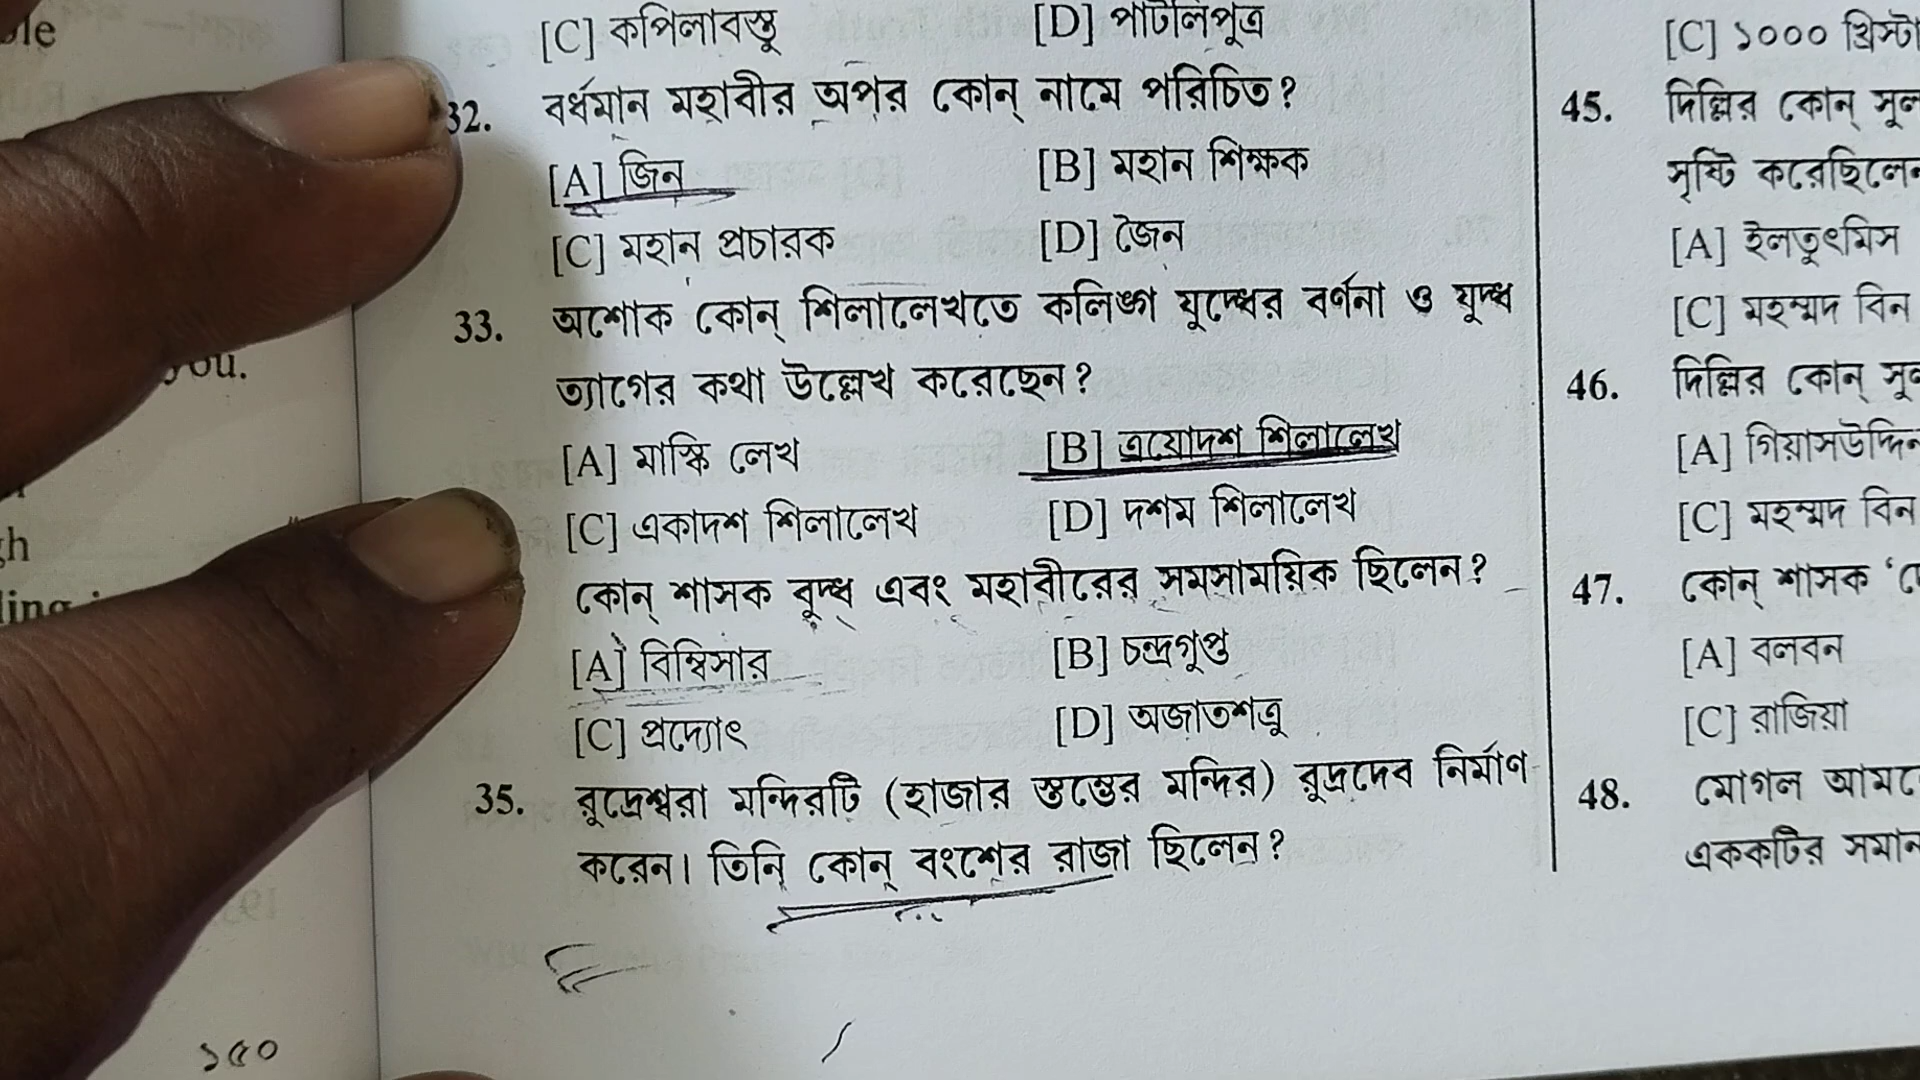 le
you.
h
ling i
১৫০
[C] কপিলাবস্তু [D] পাটলিপুত্র
32. বর্ধমান মহাবীর অপর কোন্ নামে পরিচিত?
[A] জিন [B] মহান শিক্ষক
[C] মহান প্রচারক [D] জৈন
33. অশোক কোন্ শিলালেখতে কলিঙ্গ যুদ্ধের বর্ণনা ও যুদ্ধ
ত্যাগের কথা উল্লেখ করেছেন?
[A] মাস্কি লেখ [B] ত্রয়োদশ শিলালেখ
[C] একাদশ শিলালেখ [D] দশম শিলালেখ
কোন্ শাসক বুদ্ধ এবং মহাবীরের সমসাময়িক ছিলেন?
[A] বিম্বিসার [B] চন্দ্রগুপ্ত
[C] প্রদ্যোৎ [D] অজাতশত্রু
35. রুদ্রেশ্বরা মন্দিরটি (হাজার স্তম্ভের মন্দির) রুদ্রদেব নির্মাণ
করেন। তিনি কোন্ বংশের রাজা ছিলেন?
[C] ১০০০ খ্রিস্টা
45. দিল্লির কোন্ সুল
সৃষ্টি করেছিলেন
[A] ইলতুৎমিস
[C] মহম্মদ বিন
46. দিল্লির কোন্ সুল
[A] গিয়াসউদ্দিন
[C] মহম্মদ বিন
47. কোন্ শাসক ‘
[A] বলবন
[C] রাজিয়া
48. মোগল আমলে
এককটির সমান